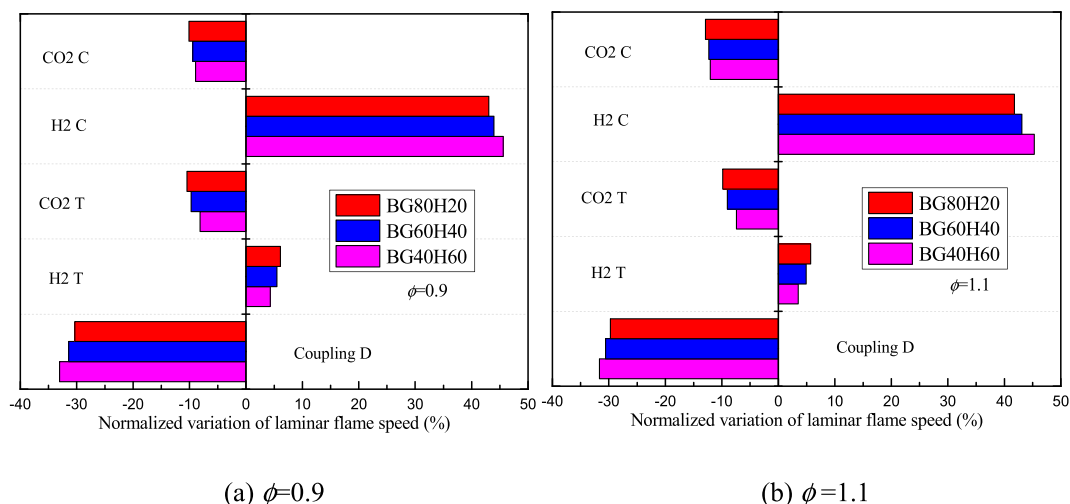 CO2 C
H2 C
CO2 T
H2 T
Coupling D
BG80H20
BG60H40
BG40H60
ϕ=0.9
-40 -30 -20 -10 0 10 20 30 40 50
Normalized variation of laminar flame speed (%)
(a) ϕ=0.9
CO2 C
H2 C
CO2 T
H2 T
Coupling D
BG80H20
BG60H40
BG40H60
ϕ=1.1
-40 -30 -20 -10 0 10 20 30 40 50
Normalized variation of laminar flame speed (%)
(b) ϕ=1.1